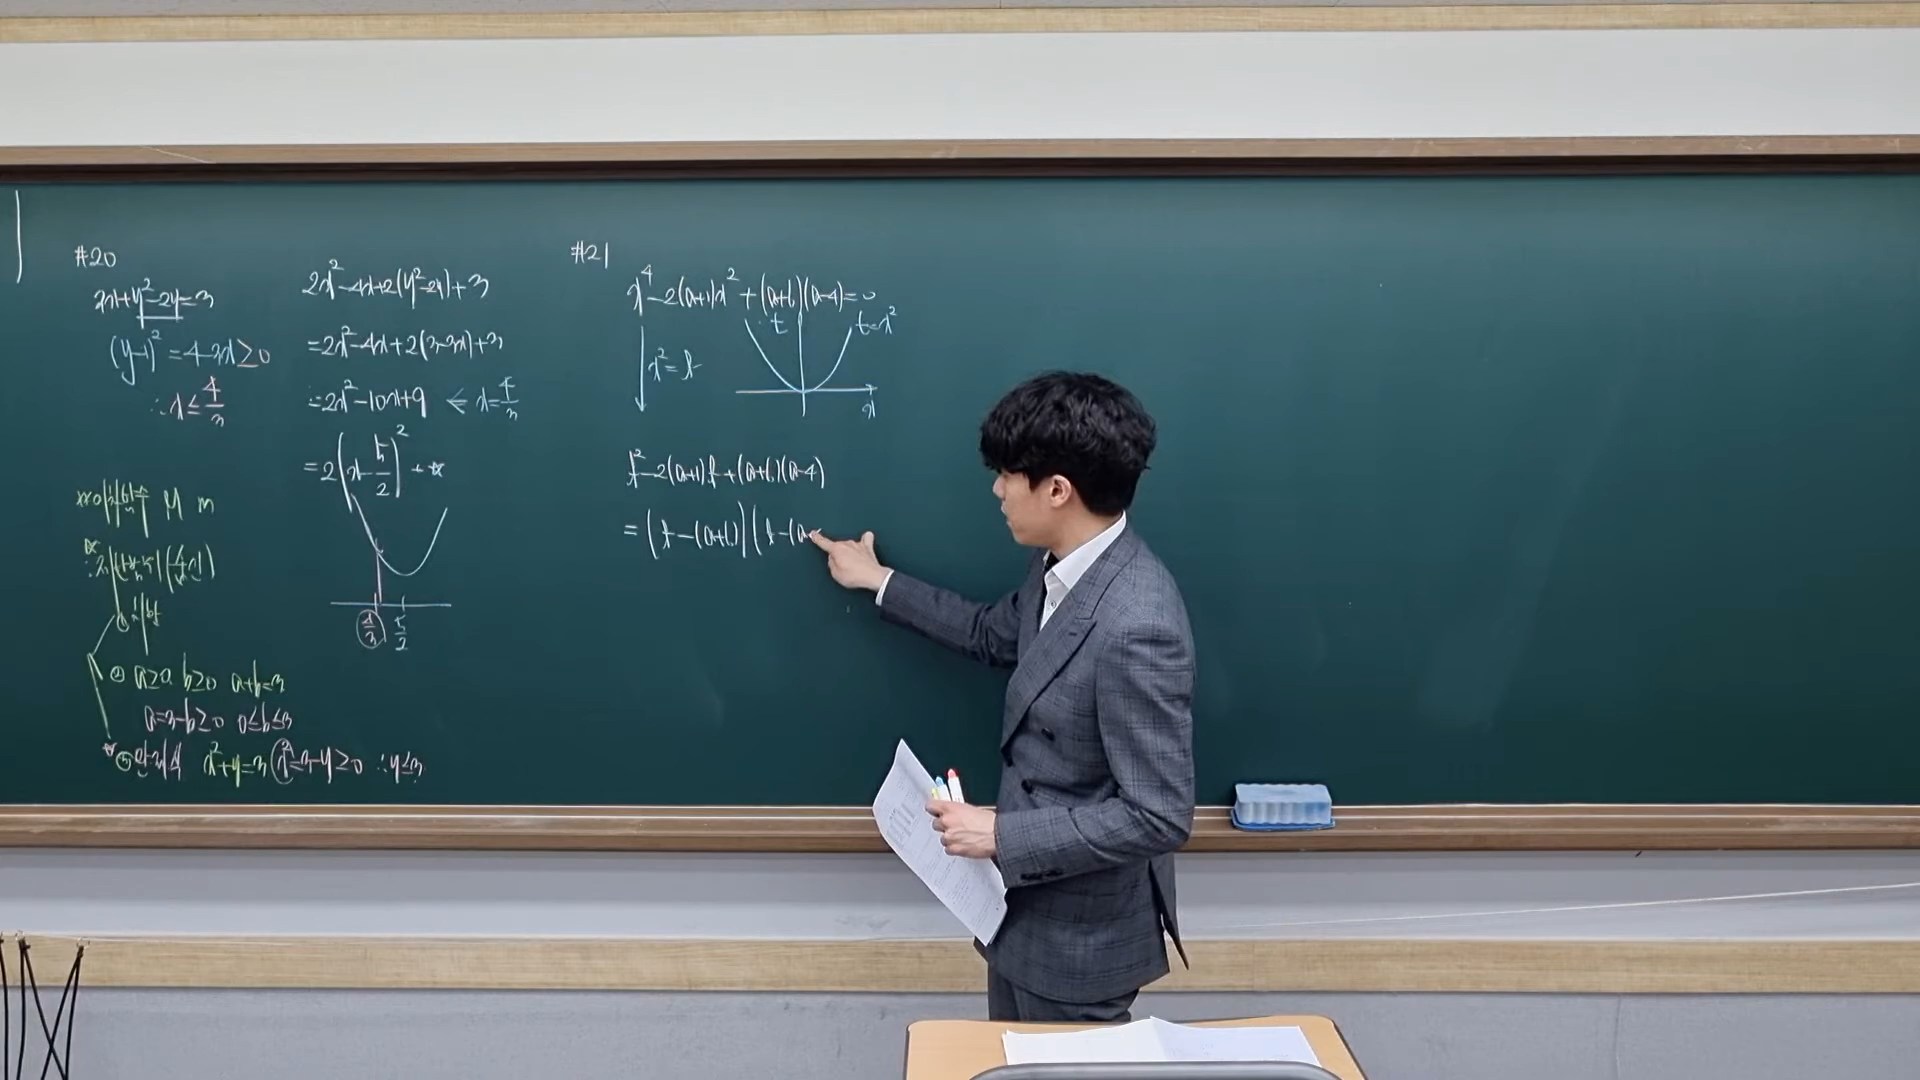 #20
3x+y²-2y=3
(y-1)²=4-3x≥0
∴x≤4/3
2x²-4x+2(y²-2y)+3
=2x²-4x+2(3-3x)+3
=2x²-10x+9 ← x=4/3
=2(x-5/2)²+
4/3 5/2
M m
① a≥0 b≥0 a+b=3
a=3-b≥0 0≤b≤3
x²+y=3 x²=3-y≥0 ∴y≤3
#21
x⁴-2(a+1)x²+(a+6)(a-4)=0
x²=t
t
t=x²
x
t²-2(a+1)t+(a+6)(a-4)
=(t-(a+6))(t-(a-